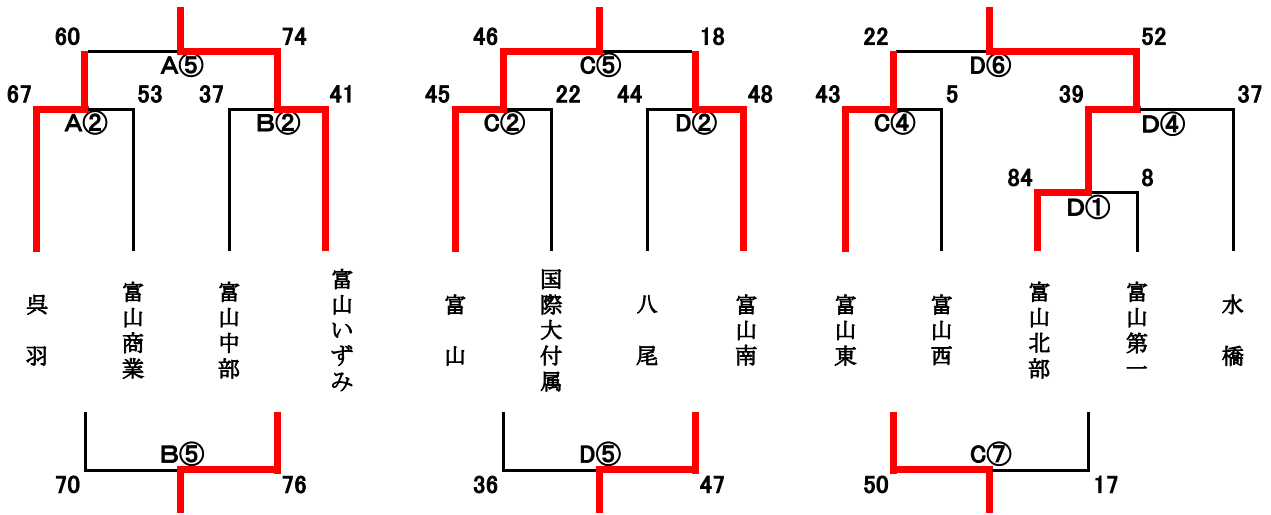 60 74 46 18 22 52
A⑤ C⑤ D⑥
67 53 37 41 45 22 44 48 43 5 39 37
A② B② C② D② C④ D④
84 8
D①
呉羽
富山商業
富山中部
富山いずみ
富山
国際大付属
八尾
富山南
富山東
富山西
富山北部
富山第一
水橋
B⑤ D⑤ C⑦
70 76 36 47 50 17